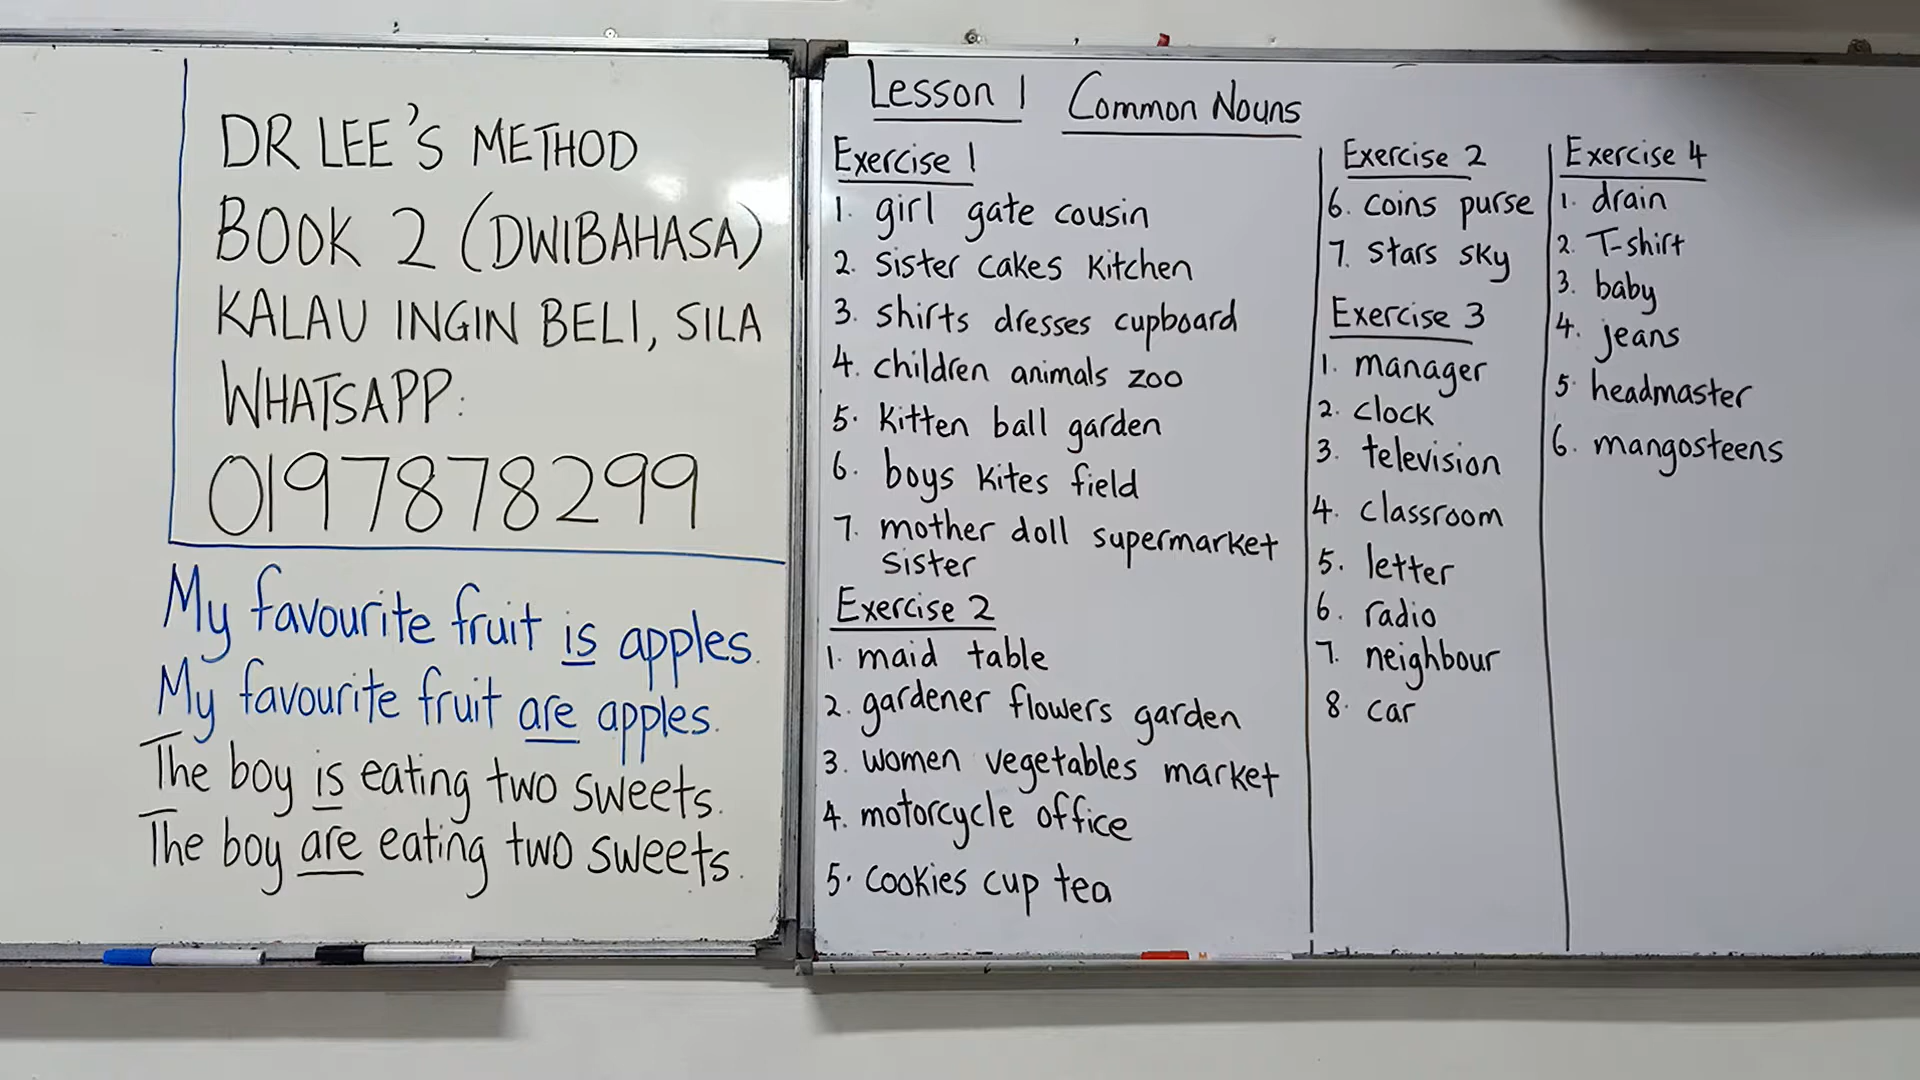 DR LEE'S METHOD
BOOK 2 (DWIBAHASA)
KALAU INGIN BELI, SILA
WHATSAPP:
0197878299
My favourite fruit is apples.
My favourite fruit are apples.
The boy is eating two sweets.
The boy are eating two sweets.
Lesson 1 Common Nouns
Exercise 1
1. girl gate cousin
2. sister cakes kitchen
3. shirts dresses cupboard
4. children animals zoo
5. kitten ball garden
6. boys kites field
7. mother doll supermarket
sister
Exercise 2
1. maid table
2. gardener flowers garden
3. women vegetables market
4. motorcycle office
5. cookies cup tea
Exercise 2
6. coins purse
7. stars sky
Exercise 3
1. manager
2. clock
3. television
4. classroom
5. letter
6. radio
7. neighbour
8. car
Exercise 4
1. drain
2. T-shirt
3. baby
4. jeans
5. headmaster
6. mangosteens